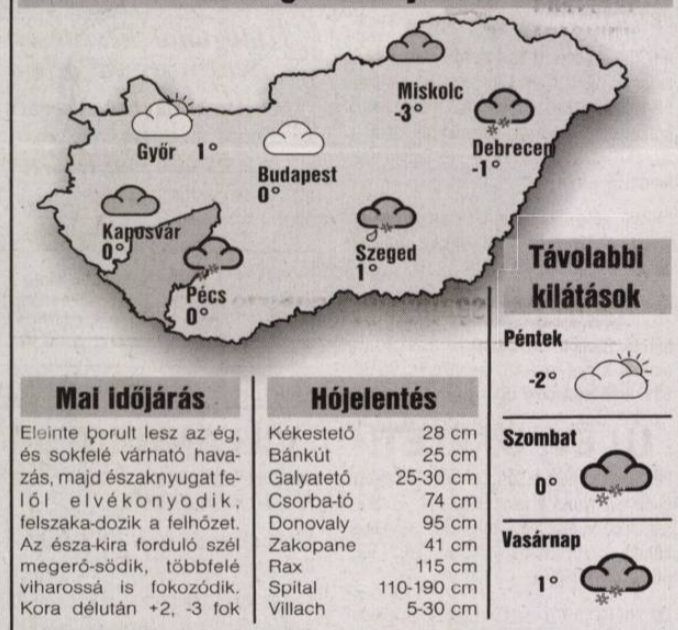 Miskolc
-3°
Debrecen
-1°
Győr 1°
Budapest
0°
Kaposvár
0°
Szeged
1°
Pécs
0°
Távolabbi
kilátások
Péntek
-2°
Szombat
0°
Vasárnap
1°
Mai időjárás
Eleinte borult lesz az ég,
és sokfelé várható hava-
zás, majd északnyugat fe-
lől elvékonyodik,
felszaka-dozik a felhőzet.
Az észa-kira forduló szél
megerő-södik, többfelé
viharossá is fokozódik.
Kora délután +2, -3 fok
Hójelentés
Kékestető 28 cm
Bánkút 25 cm
Galyatető 25-30 cm
Csorba-tó 74 cm
Donovaly 95 cm
Zakopane 41 cm
Rax 115 cm
Spital 110-190 cm
Villach 5-30 cm